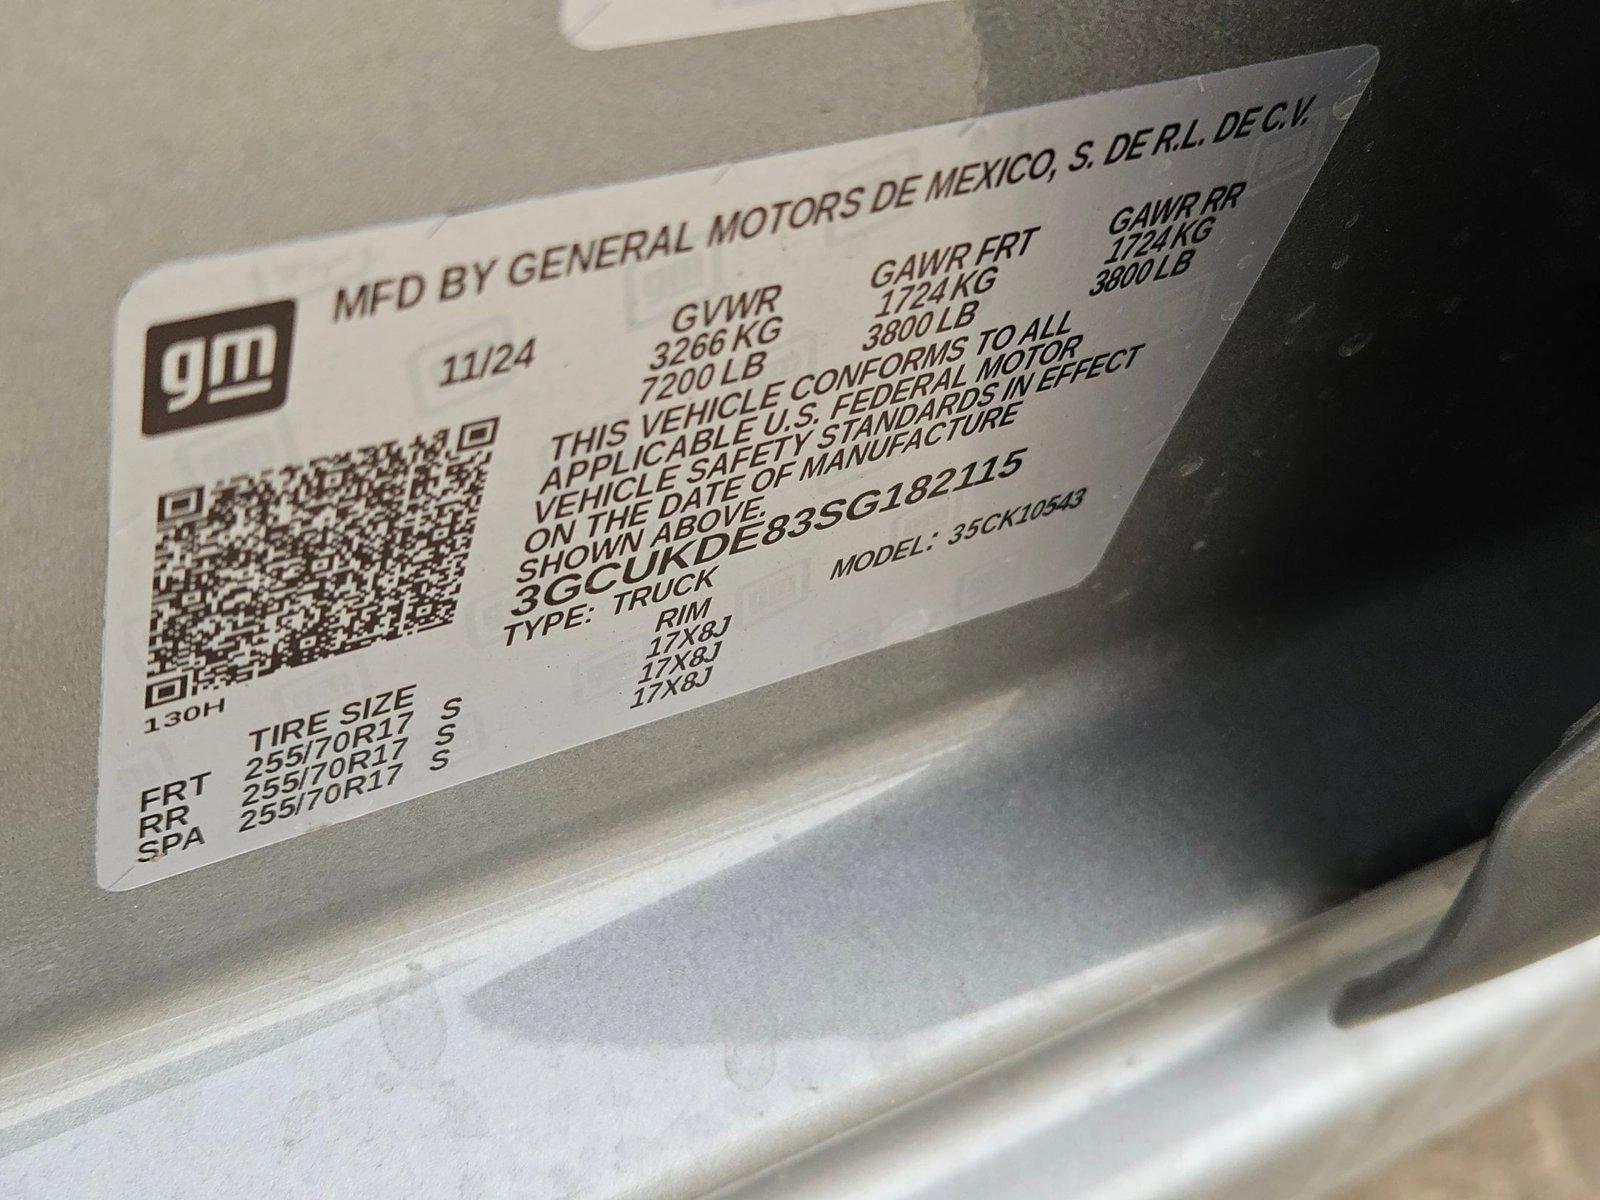 MFD BY GENERAL MOTORS DE MEXICO, S. DE R.L. DE C.V.
gm
11/24
GVWR GAWR FRT GAWR RR
3266 KG 1724 KG 1724 KG
7200 LB 3800 LB 3800 LB
THIS VEHICLE CONFORMS TO ALL
APPLICABLE U.S. FEDERAL MOTOR
VEHICLE SAFETY STANDARDS IN EFFECT
ON THE DATE OF MANUFACTURE
SHOWN ABOVE.
3GCUKDE83SG182115
TYPE: TRUCK MODEL: 35CK10543
130H
TIRE SIZE RIM
FRT 255/70R17 S 17X8J
RR 255/70R17 S 17X8J
SPA 255/70R17 S 17X8J